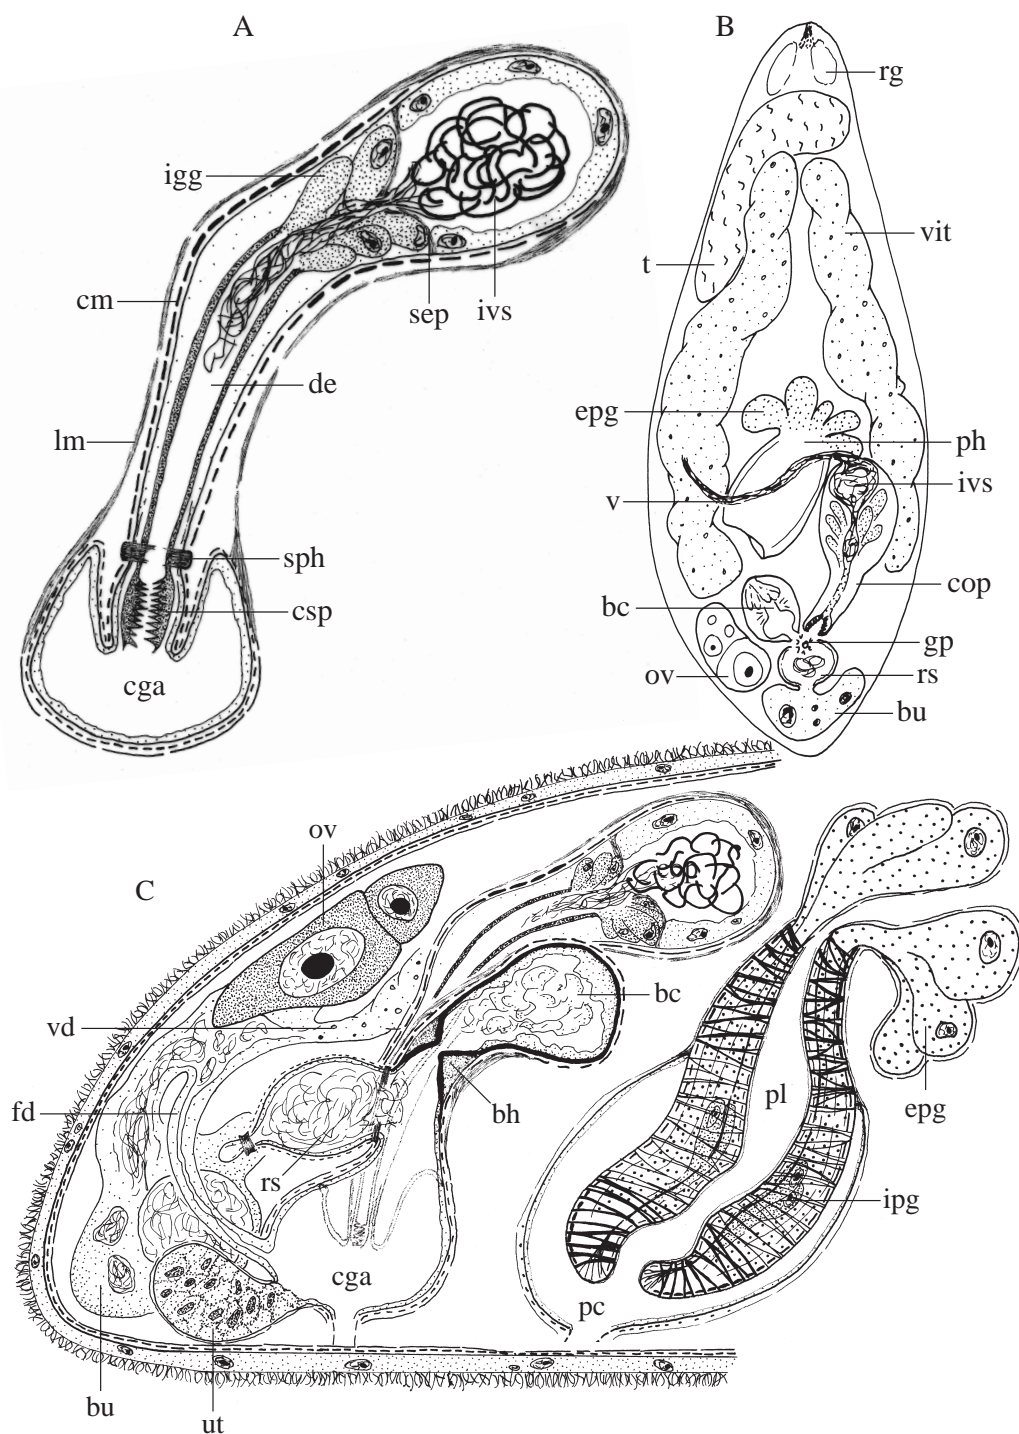 A
B
rg
igg
vit
t
cm
sep
ivs
de
epg
lm
ph
ivs
v
sph
cop
csp
bc
gp
cga
ov
rs
bu
ov
C
cop
bc
vd
fd
bh
pl
epg
rs
ipg
cga
pc
bu
ut